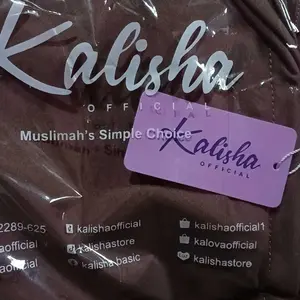 Kalisha
OFFICIAL
Muslimah's Simple Choice
Kalisha
OFFICIAL
2289-625
kalishaofficial
kalishaofficial1
kalishastore
kalovaofficial
kalisha basic
kalishastore